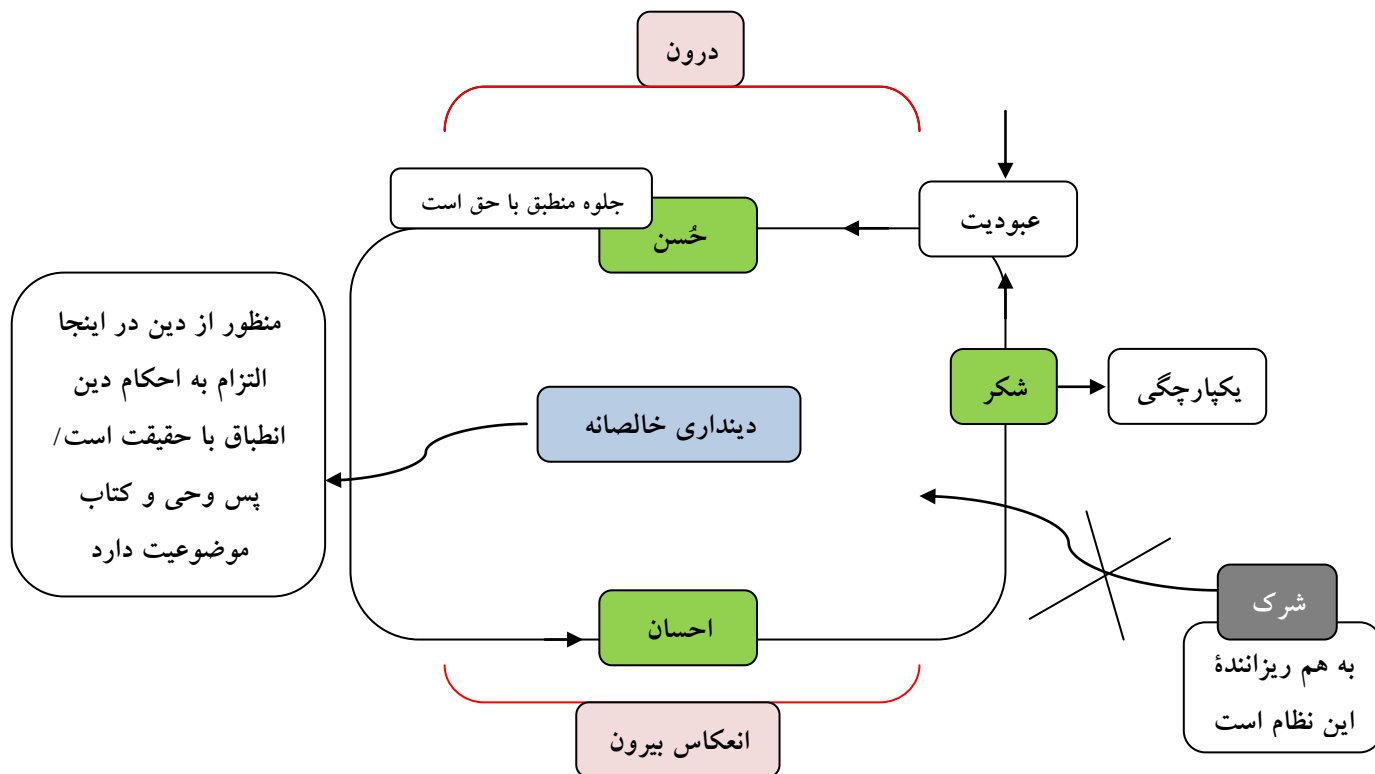 درون
جلوه منطبق با حق است
حُسن
عبودیت
منظور از دین در اینجا
التزام به احکام دین
انطباق با حقیقت است/
پس وحی و کتاب
موضوعیت دارد
دینداری خالصانه
شکر
یکپارچگی
احسان
شرک
به هم ریزانندۀ
این نظام است
انعکاس بیرون